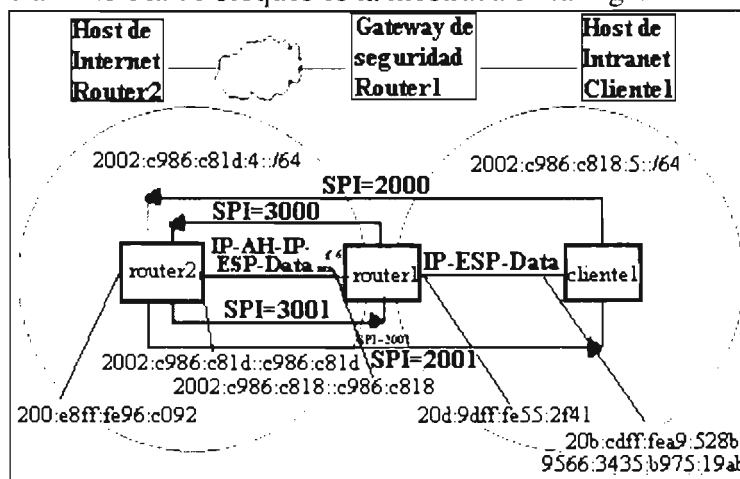 Host de
Internet
Router2
Gateway de
seguridad
Router1
Host de
Intranet
Cliente1
2002:c986:c81d:4::/64
2002:c986:c818:5::/64
SPI=2000
SPI=3000
IP-AH-IP-
ESP-Data
router2
router1
IP-ESP-Data
cliente1
SPI=3001
SPI=2001
2002:c986:c81d::c986:c81d
2002:c986:c818::c986:c818
200:e8ff:fe96:c092
20d:9dff:fe55:2f41
20b:cdff:fea9:528b
9566:3435:b975:19ab